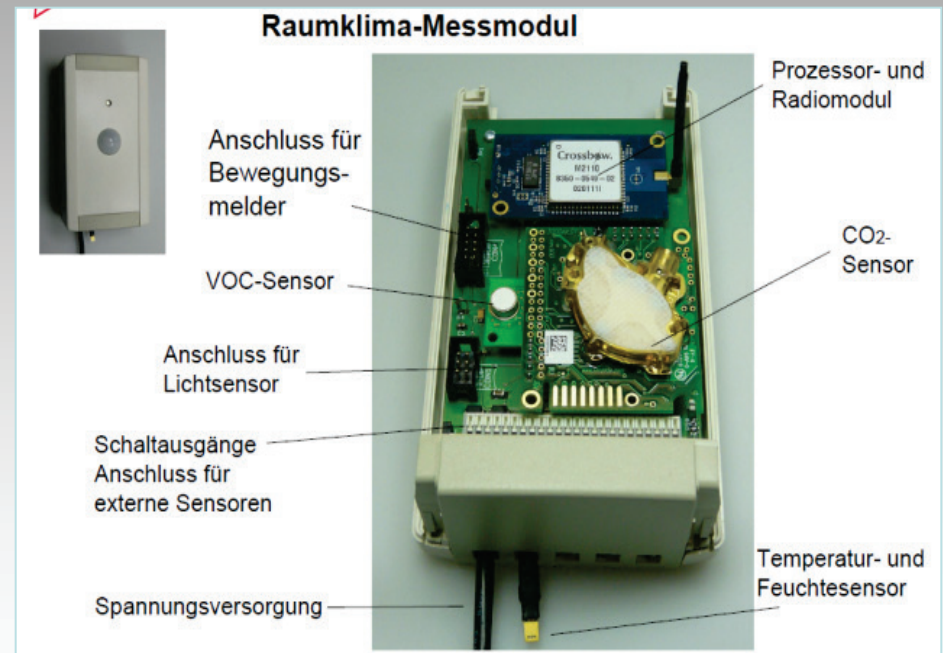 Raumklima-Messmodul
Prozessor- und
Radiomodul
Anschluss für
Bewegungs-
melder
CO2-
Sensor
VOC-Sensor
Anschluss für
Lichtsensor
Schaltausgänge
Anschluss für
externe Sensoren
Temperatur- und
Feuchtesensor
Spannungsversorgung
Crossbow.
M2110